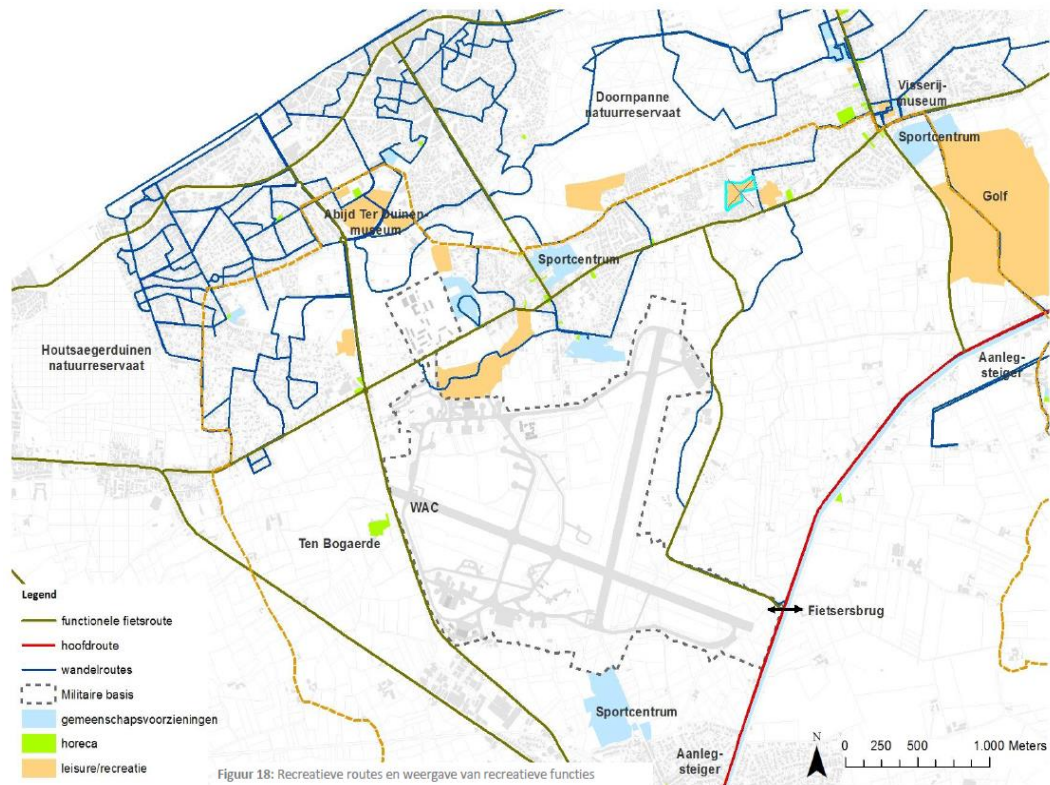 Doornpanne
natuurreservaat
Visserij-
museum
Sportcentrum
Golf
Abijd Ter Duinen-
museum
Sportcentrum
Houtsaegerduinen
natuurreservaat
Aanleg-
steiger
WAC
Ten Bogaerde
Fietsersbrug
Sportcentrum
Aanleg-
steiger
Legend
functionele fietsroute
hoofdroute
wandelroutes
Militaire basis
gemeenschapsvoorzieningen
horeca
leisure/recreatie
N
0 250 500 1.000 Meters
Figuur 18: Recreatieve routes en weergave van recreatieve functies